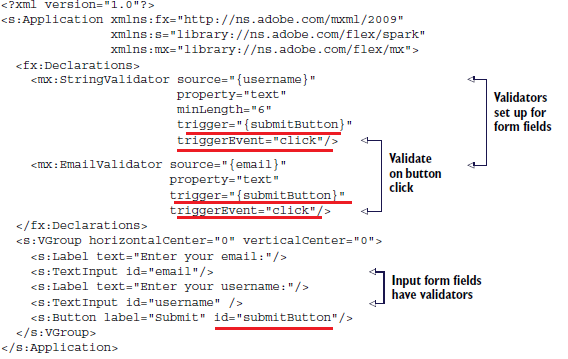 <?xml version="1.0"?>
<s:Application xmlns:fx="http://ns.adobe.com/mxml/2009"
xmlns:s="library://ns.adobe.com/flex/spark"
xmlns:mx="library://ns.adobe.com/flex/mx">
<fx:Declarations>
<mx:StringValidator source="{username}"
property="text"
minLength="6"
trigger="{submitButton}"
triggerEvent="click"/>
<mx:EmailValidator source="{email}"
property="text"
trigger="{submitButton}"
triggerEvent="click"/>
</fx:Declarations>
<s:VGroup horizontalCenter="0" verticalCenter="0">
<s:Label text="Enter your email:"/>
<s:TextInput id="email"/>
<s:Label text="Enter your username:"/>
<s:TextInput id="username" />
<s:Button label="Submit" id="submitButton"/>
</s:VGroup>
</s:Application>
Validators
set up for
form fields
Validate
on button
click
Input form fields
have validators